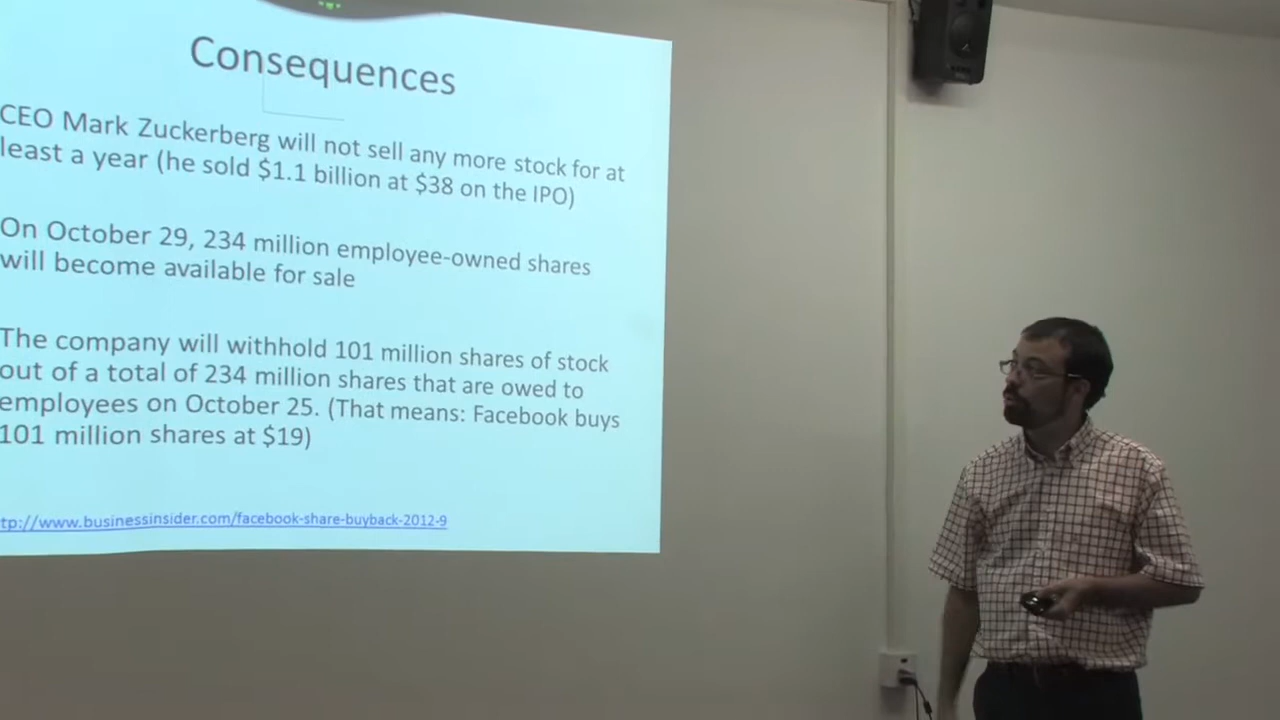 Consequences
CEO Mark Zuckerberg will not sell any more stock for at
least a year (he sold $1.1 billion at $38 on the IPO)
On October 29, 234 million employee-owned shares
will become available for sale
The company will withhold 101 million shares of stock
out of a total of 234 million shares that are owed to
employees on October 25. (That means: Facebook buys
101 million shares at $19)
tp://www.businessinsider.com/facebook-share-buyback-2012-9